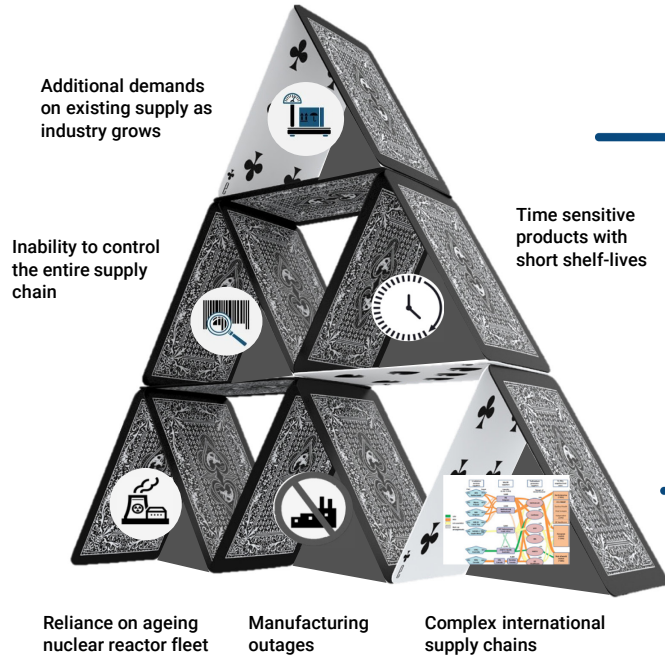 Additional demands
on existing supply as
industry grows
Time sensitive
products with
short shelf-lives
Inability to control
the entire supply
chain
Reliance on ageing
nuclear reactor fleet
Manufacturing
outages
Complex international
supply chains